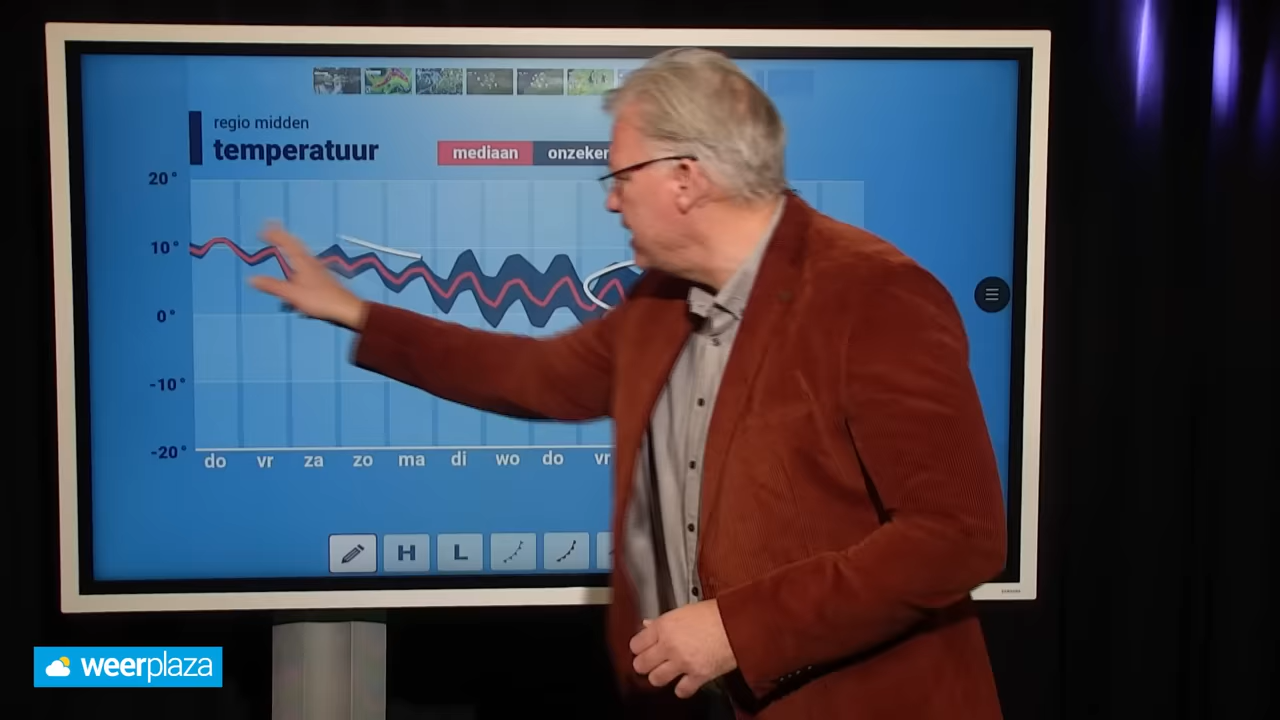 regio midden
temperatuur
mediaan
20°
10°
0°
-10°
-20°
do vr za zo ma di wo do vr
H L
weerplaza